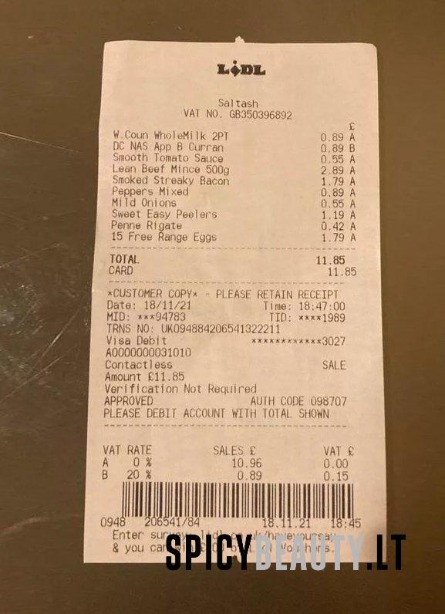 LIDL
Saltash
VAT NO. GB350396892
£
W.Coun WholeMilk 2PT 0.89 A
DC NAS App B Curran 0.89 B
Smooth Tomato Sauce 0.55 A
Lean Beef Mince 500g 2.89 A
Smoked Streaky Bacon 1.79 A
Peppers Mixed 0.89 A
Mild Onions 0.55 A
Sweet Easy Peelers 1.19 A
Penne Rigate 0.42 A
15 Free Range Eggs 1.79 A
TOTAL 11.85
CARD 11.85
*CUSTOMER COPY* - PLEASE RETAIN RECEIPT
Date: 18/11/21 Time: 18:47:00
MID: ***94783 TID: ****1989
TRNS NO: UK094884206541322211
Visa Debit ************3027
A0000000031010
Contactless SALE
Amount £11.85
Verification Not Required
APPROVED AUTH CODE 098707
PLEASE DEBIT ACCOUNT WITH TOTAL SHOWN
VAT RATE SALES £ VAT £
A 0 % 10.96 0.00
B 20 % 0.89 0.15
0948 206541/84 18.11.21 18:45
Enter
& you
SPICYBEAUTY.LT